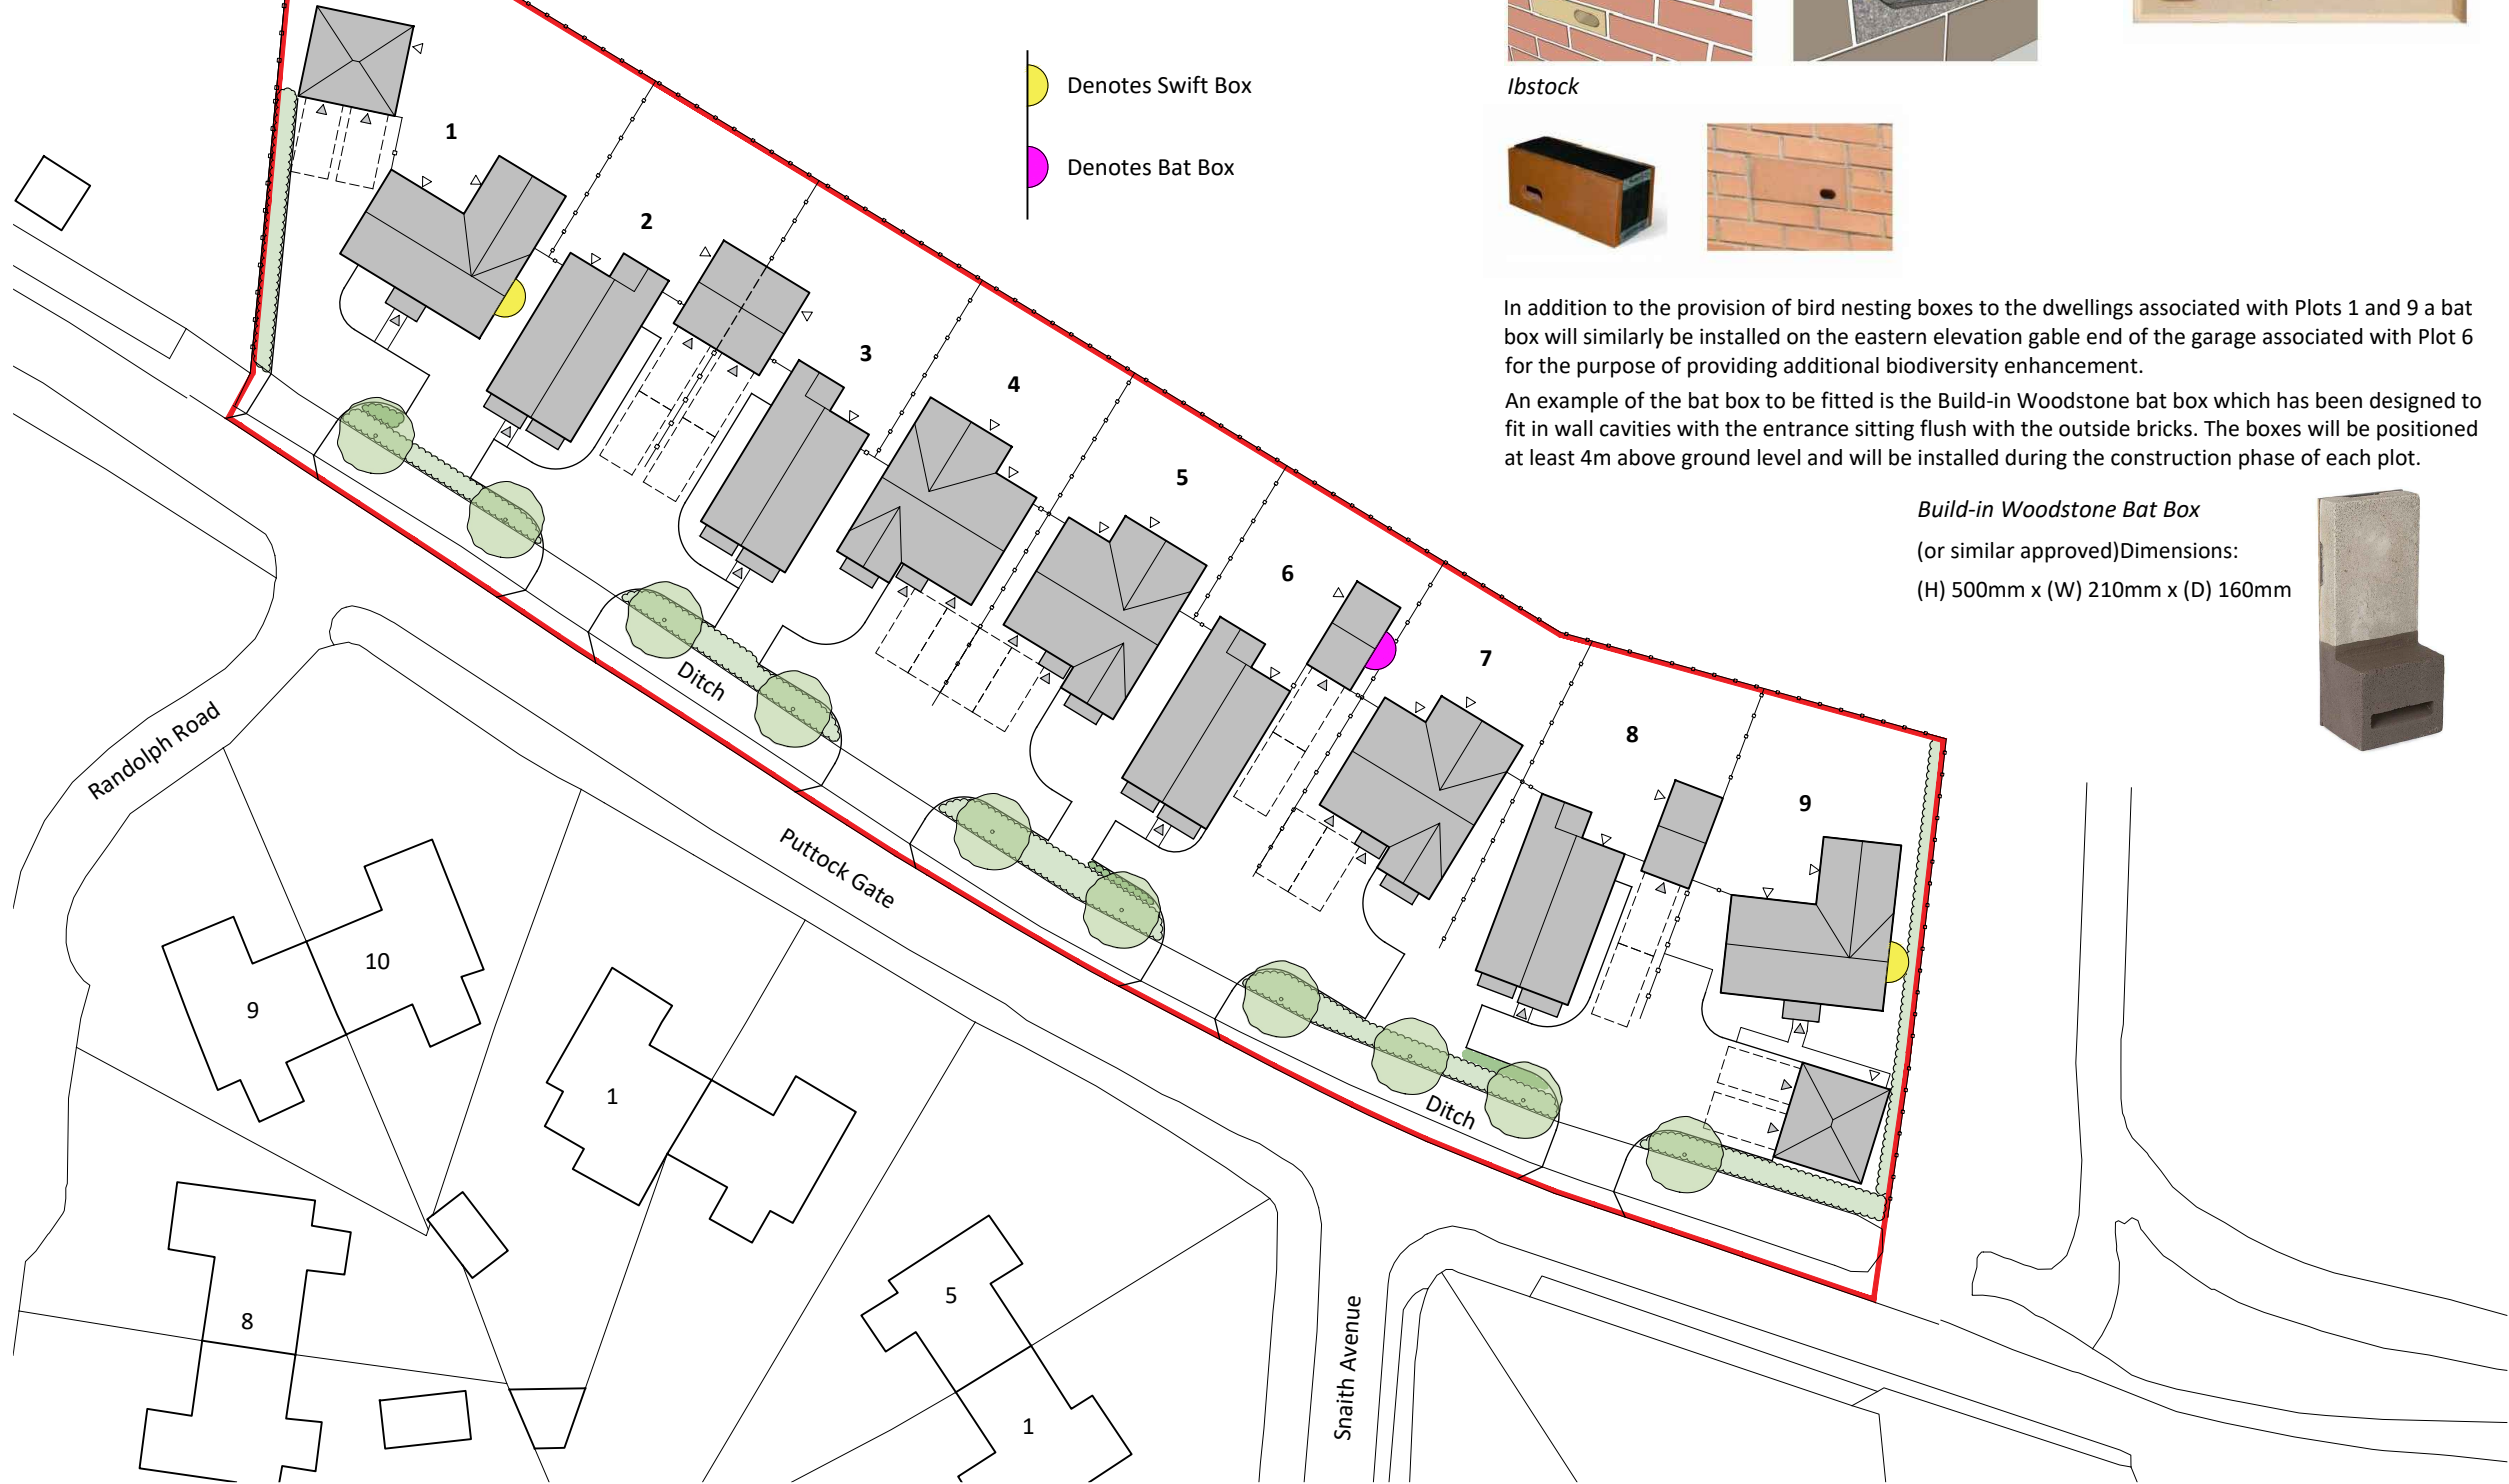 Denotes Swift Box
Denotes Bat Box
Ibstock
In addition to the provision of bird nesting boxes to the dwellings associated with Plots 1 and 9 a bat
box will similarly be installed on the eastern elevation gable end of the garage associated with Plot 6
for the purpose of providing additional biodiversity enhancement.
An example of the bat box to be fitted is the Build-in Woodstone bat box which has been designed to
fit in wall cavities with the entrance sitting flush with the outside bricks. The boxes will be positioned
at least 4m above ground level and will be installed during the construction phase of each plot.
Build-in Woodstone Bat Box
(or similar approved)Dimensions:
(H) 500mm x (W) 210mm x (D) 160mm
1
2
3
4
5
6
7
8
9
Ditch
Randolph Road
Puttock Gate
Ditch
10
9
1
8
5
1
Snaith Avenue